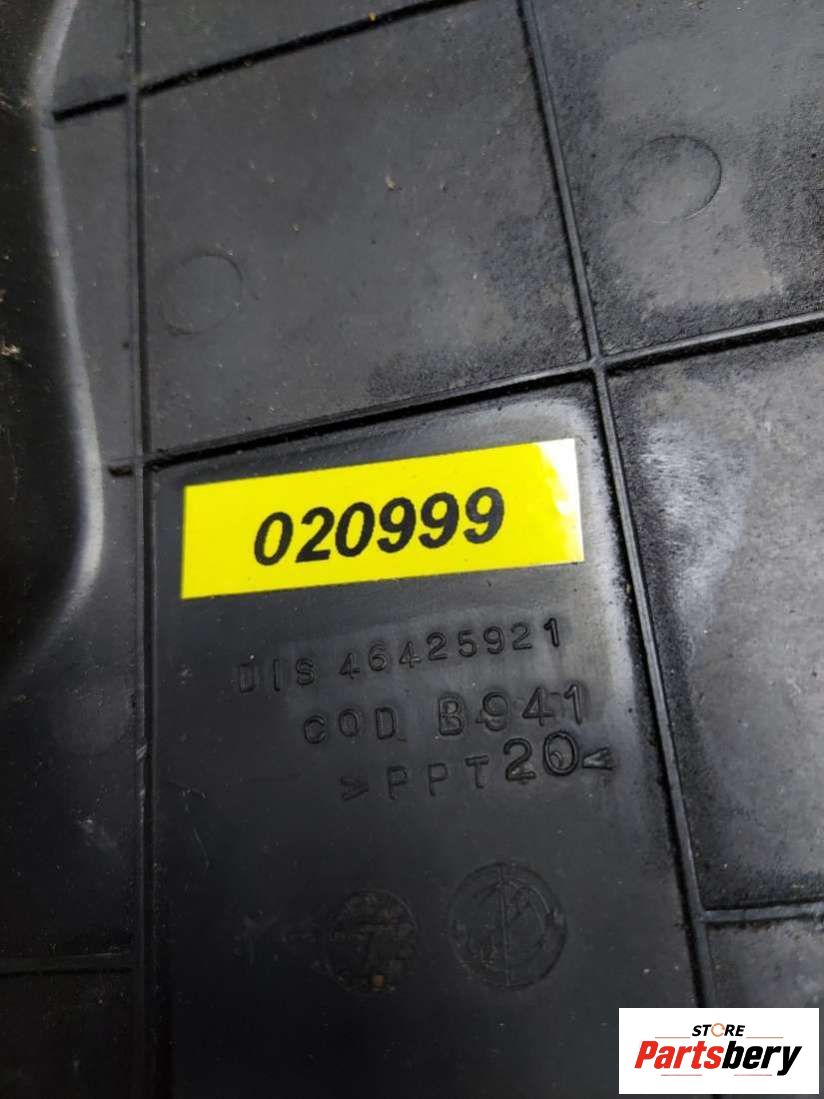 020999
DIS 46425921
COD B941
>PPT20<
STORE
Partsbery